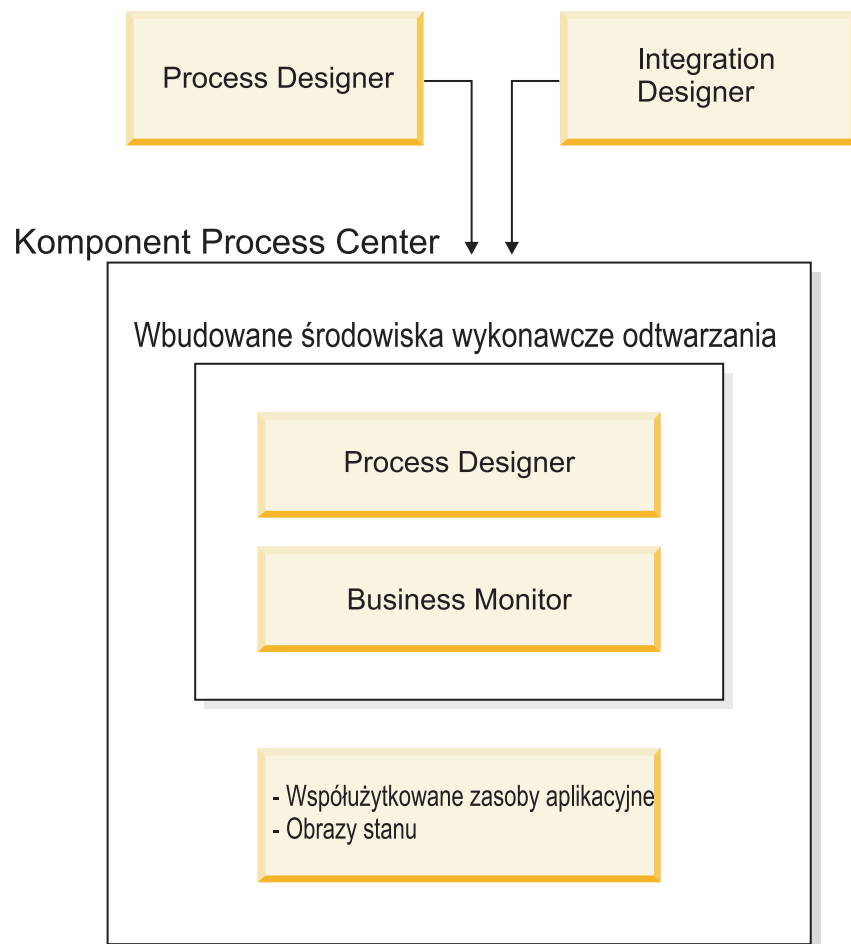 Process Designer
Integration
Designer
Komponent Process Center
Wbudowane środowiska wykonawcze odtwarzania
Process Designer
Business Monitor
- Współużytkowane zasoby aplikacyjne
- Obrazy stanu